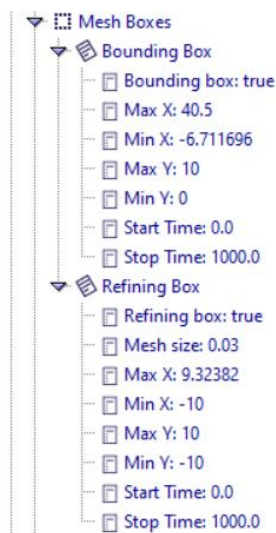 Mesh Boxes
Bounding Box
Bounding box: true
Max X: 40.5
Min X: -6.711696
Max Y: 10
Min Y: 0
Start Time: 0.0
Stop Time: 1000.0
Refining Box
Refining box: true
Mesh size: 0.03
Max X: 9.32382
Min X: -10
Max Y: 10
Min Y: -10
Start Time: 0.0
Stop Time: 1000.0